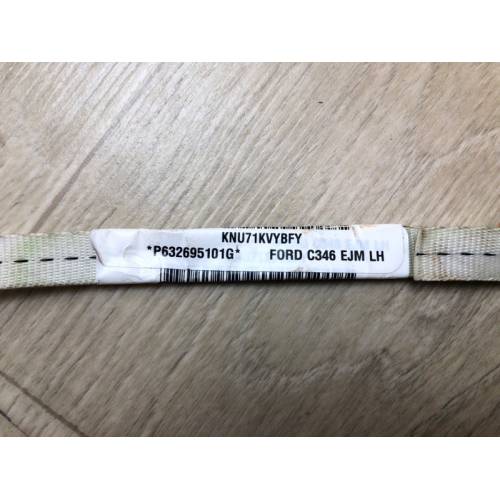 KNU71KVYBFY
*P632695101G* FORD C346 EJM LH